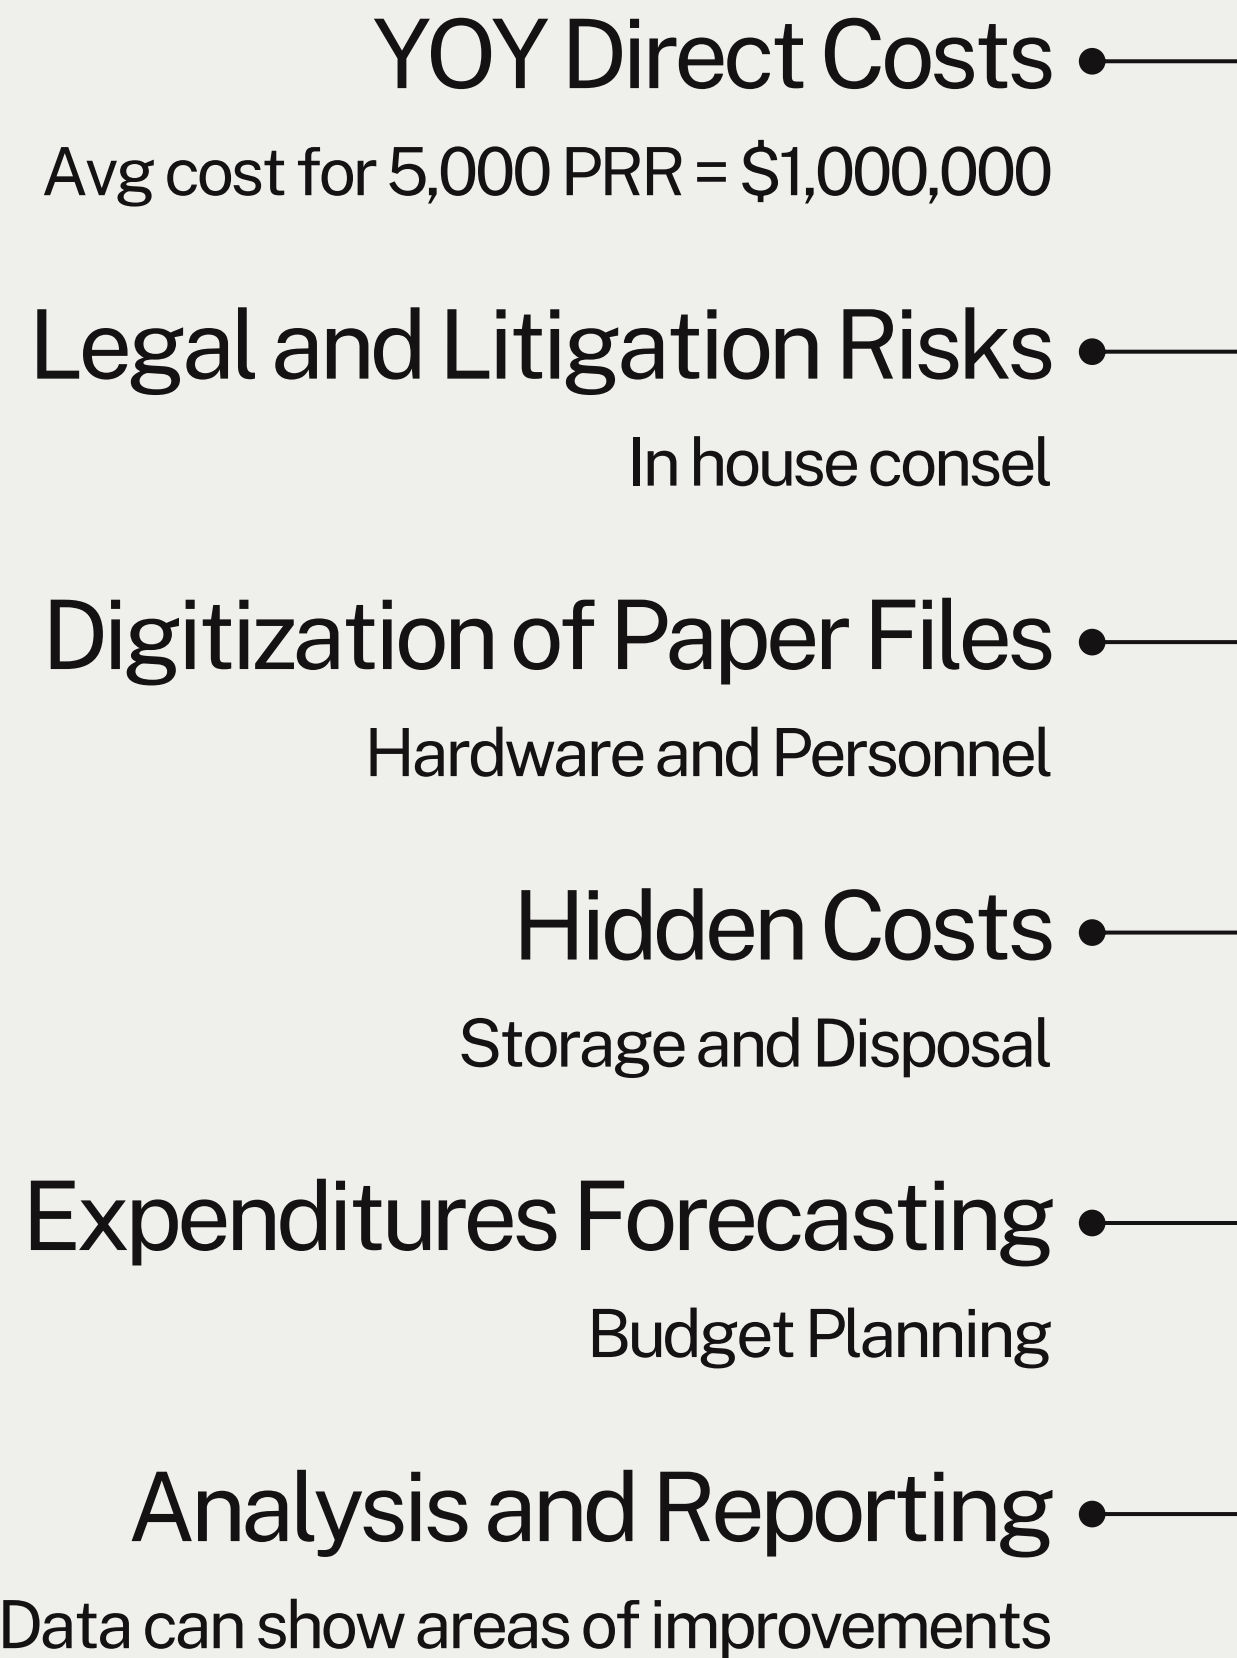 YOY Direct Costs
Avg cost for 5,000 PRR = $1,000,000
Legal and Litigation Risks
In house consel
Digitization of Paper Files
Hardware and Personnel
Hidden Costs
Storage and Disposal
Expenditures Forecasting
Budget Planning
Analysis and Reporting
Data can show areas of improvements